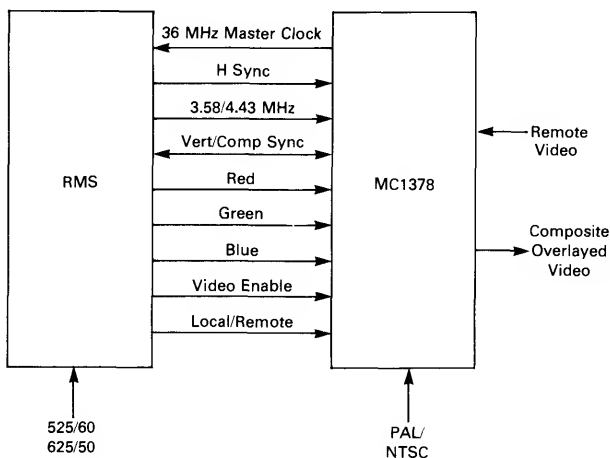 36 MHz Master Clock
H Sync
3.58/4.43 MHz
Vert/Comp Sync
Red
Green
Blue
Video Enable
Local/Remote
RMS
MC1378
Remote
Video
Composite
Overlayed
Video
525/60
625/50
PAL/
NTSC